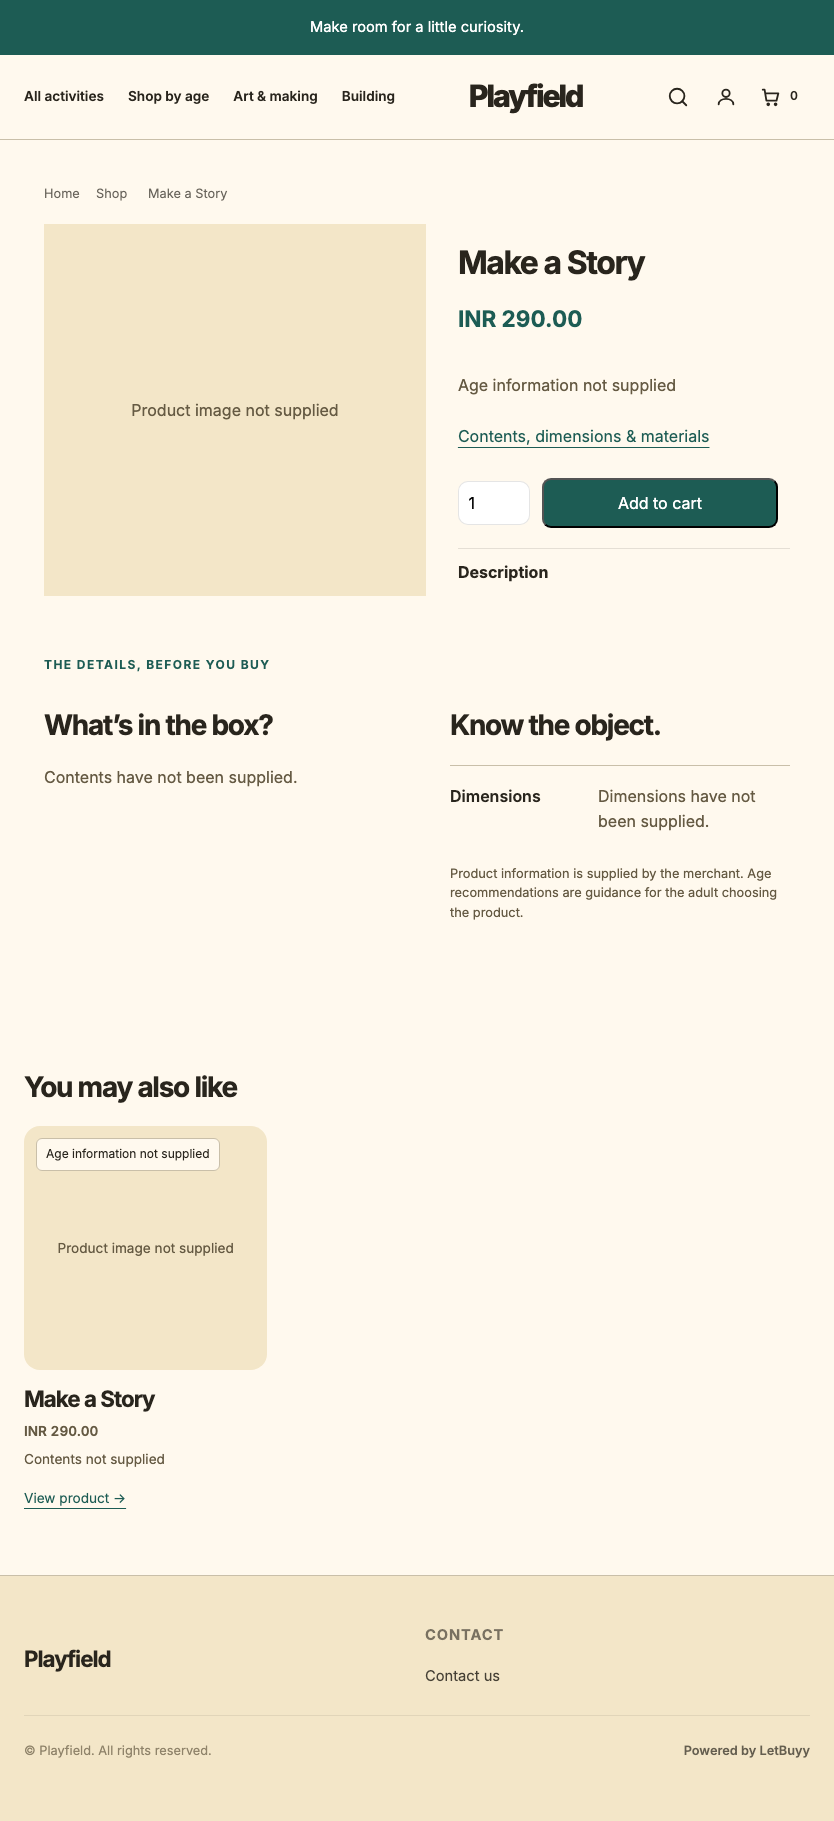 Make room for a little curiosity.
All activities Shop by age Art & making Building Playfield 0
Home Shop Make a Story
Product image not supplied
Make a Story
INR 290.00
Age information not supplied
Contents, dimensions & materials
1 Add to cart
Description
THE DETAILS, BEFORE YOU BUY
What’s in the box?
Contents have not been supplied.
Know the object.
Dimensions Dimensions have not
been supplied.
Product information is supplied by the merchant. Age
recommendations are guidance for the adult choosing
the product.
You may also like
Age information not supplied
Product image not supplied
Make a Story
INR 290.00
Contents not supplied
View product →
Playfield
CONTACT
Contact us
© Playfield. All rights reserved. Powered by LetBuyy